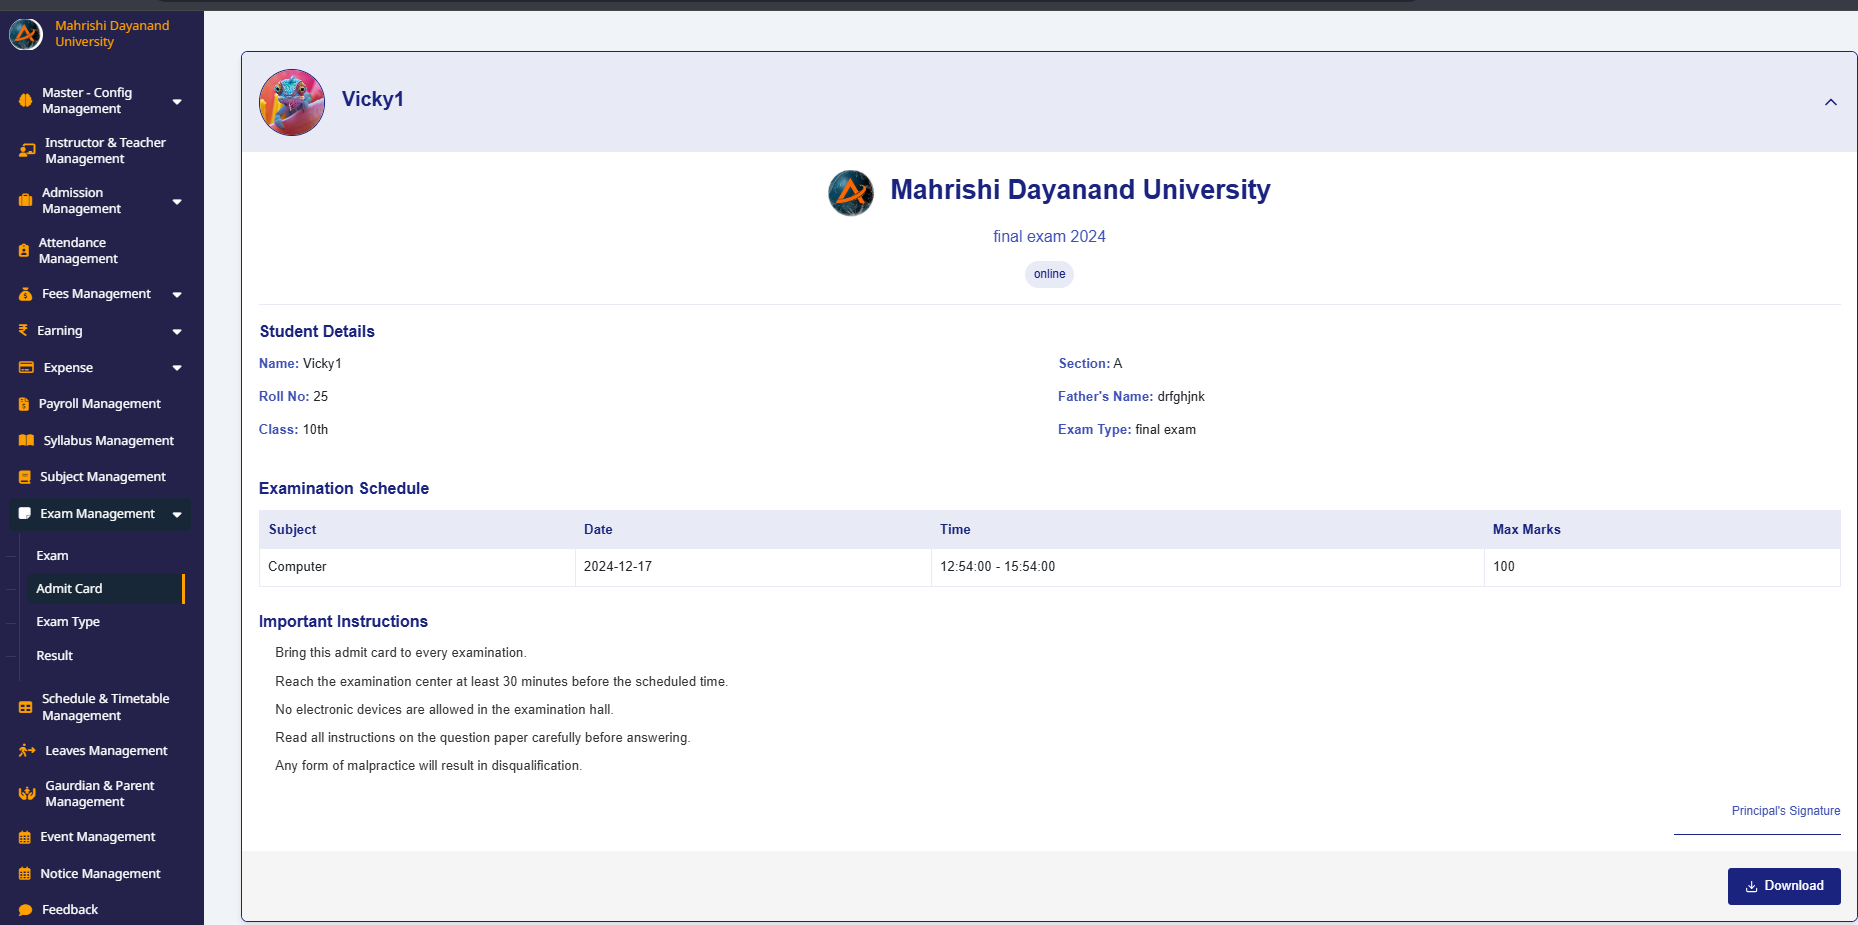 Mahrishi Dayanand
University
Master - Config
Management
Instructor & Teacher
Management
Admission
Management
Attendance
Management
Fees Management
Earning
Expense
Payroll Management
Syllabus Management
Subject Management
Exam Management
Exam
Admit Card
Exam Type
Result
Schedule & Timetable
Management
Leaves Management
Gaurdian & Parent
Management
Event Management
Notice Management
Feedback
Vicky1
Mahrishi Dayanand University
final exam 2024
online
Student Details
Name: Vicky1
Section: A
Roll No: 25
Father's Name: drfghjnk
Class: 10th
Exam Type: final exam
Examination Schedule
Subject Date Time Max Marks
Computer 2024-12-17 12:54:00 - 15:54:00 100
Important Instructions
Bring this admit card to every examination.
Reach the examination center at least 30 minutes before the scheduled time.
No electronic devices are allowed in the examination hall.
Read all instructions on the question paper carefully before answering.
Any form of malpractice will result in disqualification.
Principal's Signature
Download